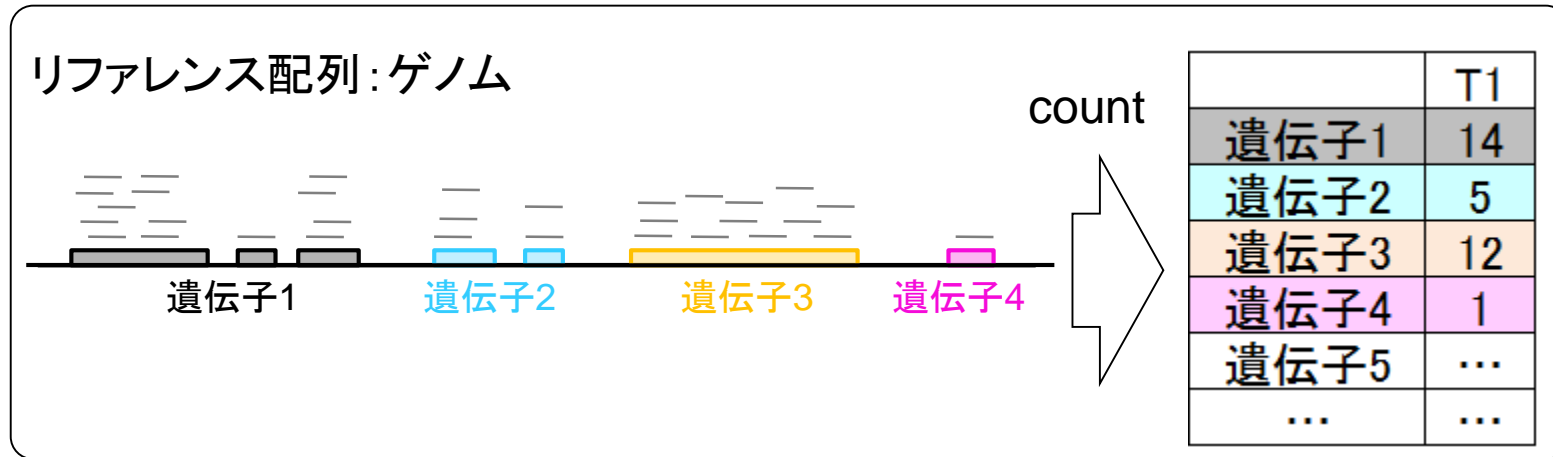 リファレンス配列：ゲノム
遺伝子1
遺伝子2
遺伝子3
遺伝子4
count
T1
遺伝子1 14
遺伝子2 5
遺伝子3 12
遺伝子4 1
遺伝子5 …
… …